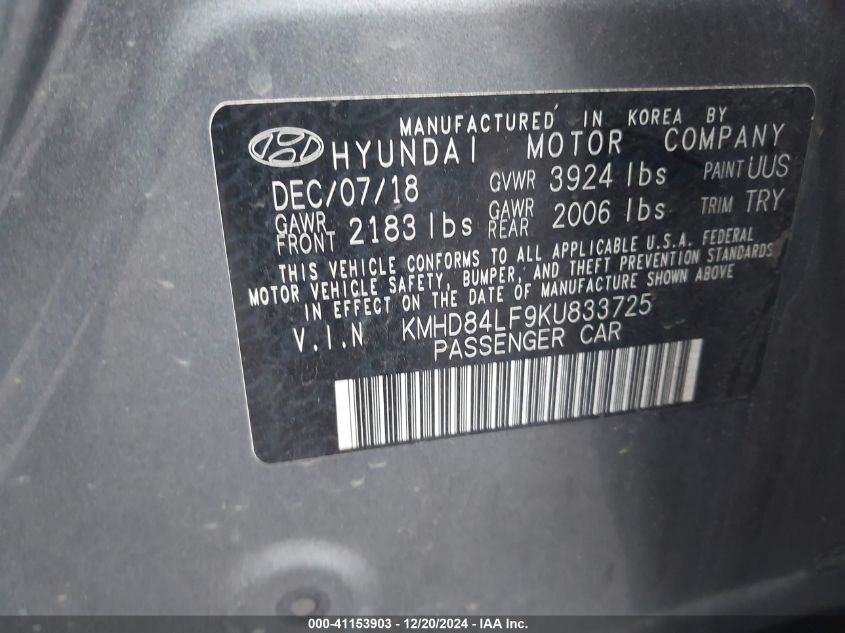 MANUFACTURED IN KOREA BY
HYUNDAI MOTOR COMPANY
DEC/07/18 GVWR 3924 lbs PAINT UUS
GAWR FRONT 2183 lbs GAWR REAR 2006 lbs TRIM TRY
THIS VEHICLE CONFORMS TO ALL APPLICABLE U.S.A. FEDERAL
MOTOR VEHICLE SAFETY, BUMPER, AND THEFT PREVENTION STANDARDS
IN EFFECT ON THE DATE OF MANUFACTURE SHOWN ABOVE
V.I.N KMHD84LF9KU833725
PASSENGER CAR
000-41153903 - 12/20/2024 - IAA Inc.